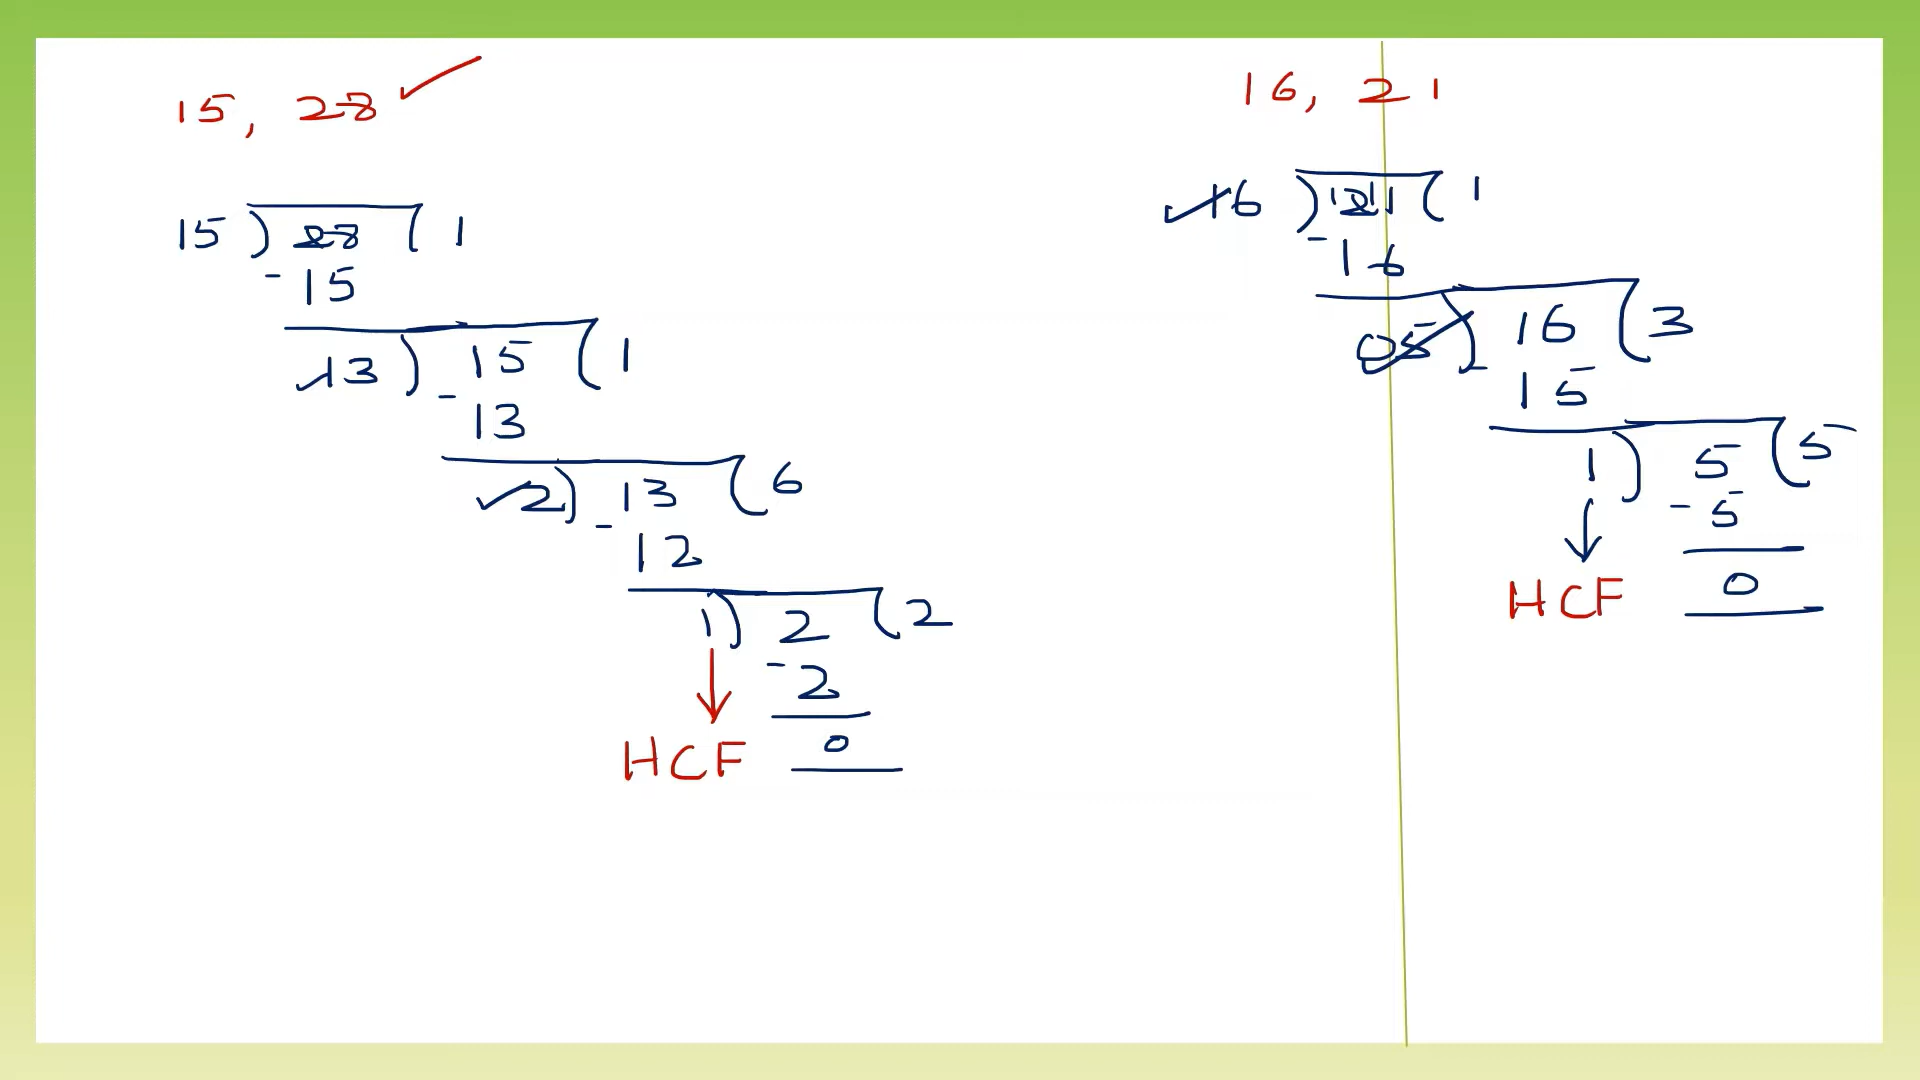 15, 28
15 ) 28 ( 1
- 15
13 ) 15 ( 1
- 13
2 ) 13 ( 6
- 12
1 ) 2 ( 2
- 2
0
HCF
16, 21
16 ) 21 ( 1
- 16
05 ) 16 ( 3
- 15
1 ) 5 ( 5
- 5
0
HCF